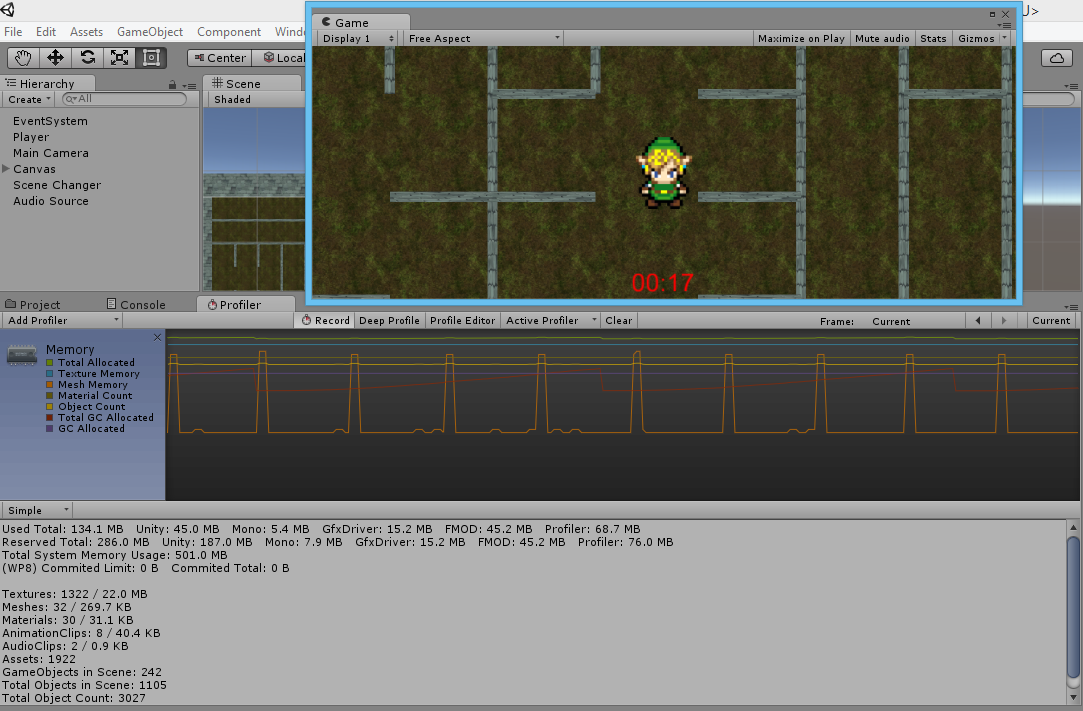 File Edit Assets GameObject Component Wind
U>
Game
Display 1 Free Aspect Maximize on Play Mute audio Stats Gizmos
Center Local
Hierarchy
Create All
Scene
Shaded
EventSystem
Player
Main Camera
Canvas
Scene Changer
Audio Source
00:17
Project Console Profiler
Add Profiler Record Deep Profile Profile Editor Active Profiler Clear Frame: Current Current
Memory
Total Allocated
Texture Memory
Mesh Memory
Material Count
Object Count
Total GC Allocated
GC Allocated
Simple
Used Total: 134.1 MB Unity: 45.0 MB Mono: 5.4 MB GfxDriver: 15.2 MB FMOD: 45.2 MB Profiler: 68.7 MB
Reserved Total: 286.0 MB Unity: 187.0 MB Mono: 7.9 MB GfxDriver: 15.2 MB FMOD: 45.2 MB Profiler: 76.0 MB
Total System Memory Usage: 501.0 MB
(WP8) Commited Limit: 0 B Commited Total: 0 B
Textures: 1322 / 22.0 MB
Meshes: 32 / 269.7 KB
Materials: 30 / 31.1 KB
AnimationClips: 8 / 40.4 KB
AudioClips: 2 / 0.9 KB
Assets: 1922
GameObjects in Scene: 242
Total Objects in Scene: 1105
Total Object Count: 3027